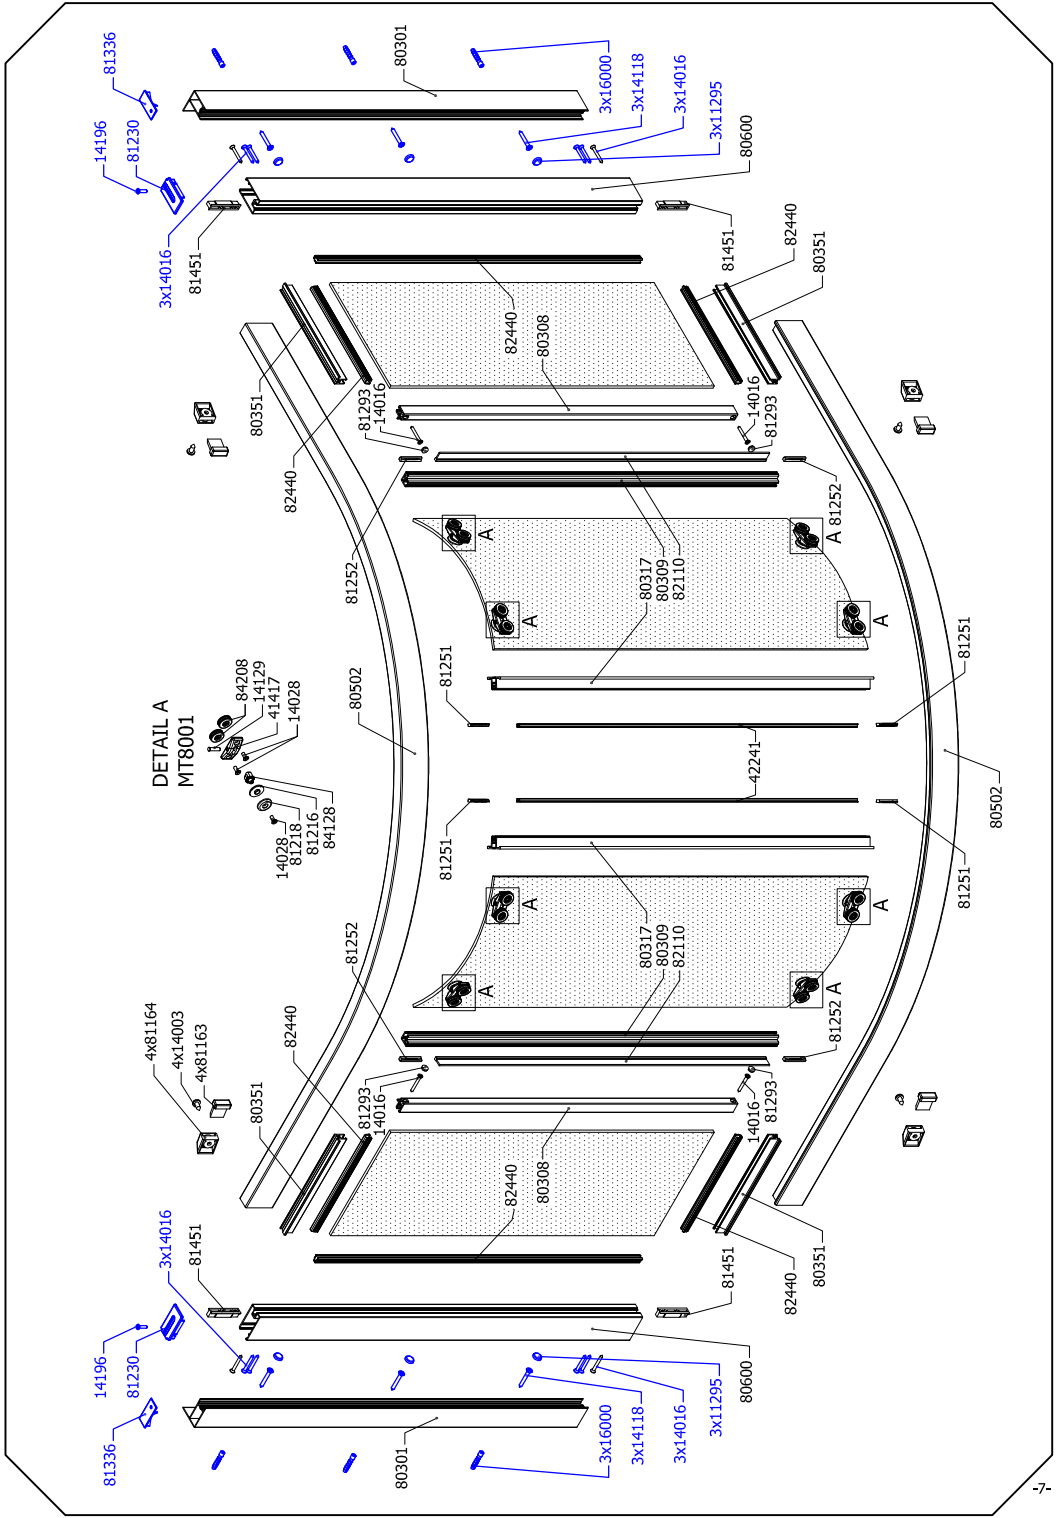 81336
14196
81230
3x14016
81451
80301
3x16000
3x14118
3x14016
3x11295
80600
81451
82440
80351
82440
80308
80351
82440
81293
14016
14016
81293
81252
81252
A
A
A
A
80317
80309
82110
DETAIL A
MT8001
84208
14129
41417
14028
14028
81218
81216
84128
80502
81251
81251
42241
81251
81251
80502
A
A
A
A
80317
80309
82110
81252
81252
4x81164
4x14003
4x81163
80351
82440
81293
14016
14016
81293
80308
82440
82440
80351
81451
3x14016
81451
14196
81230
81336
80301
3x16000
3x14118
3x14016
3x11295
80600
-7-